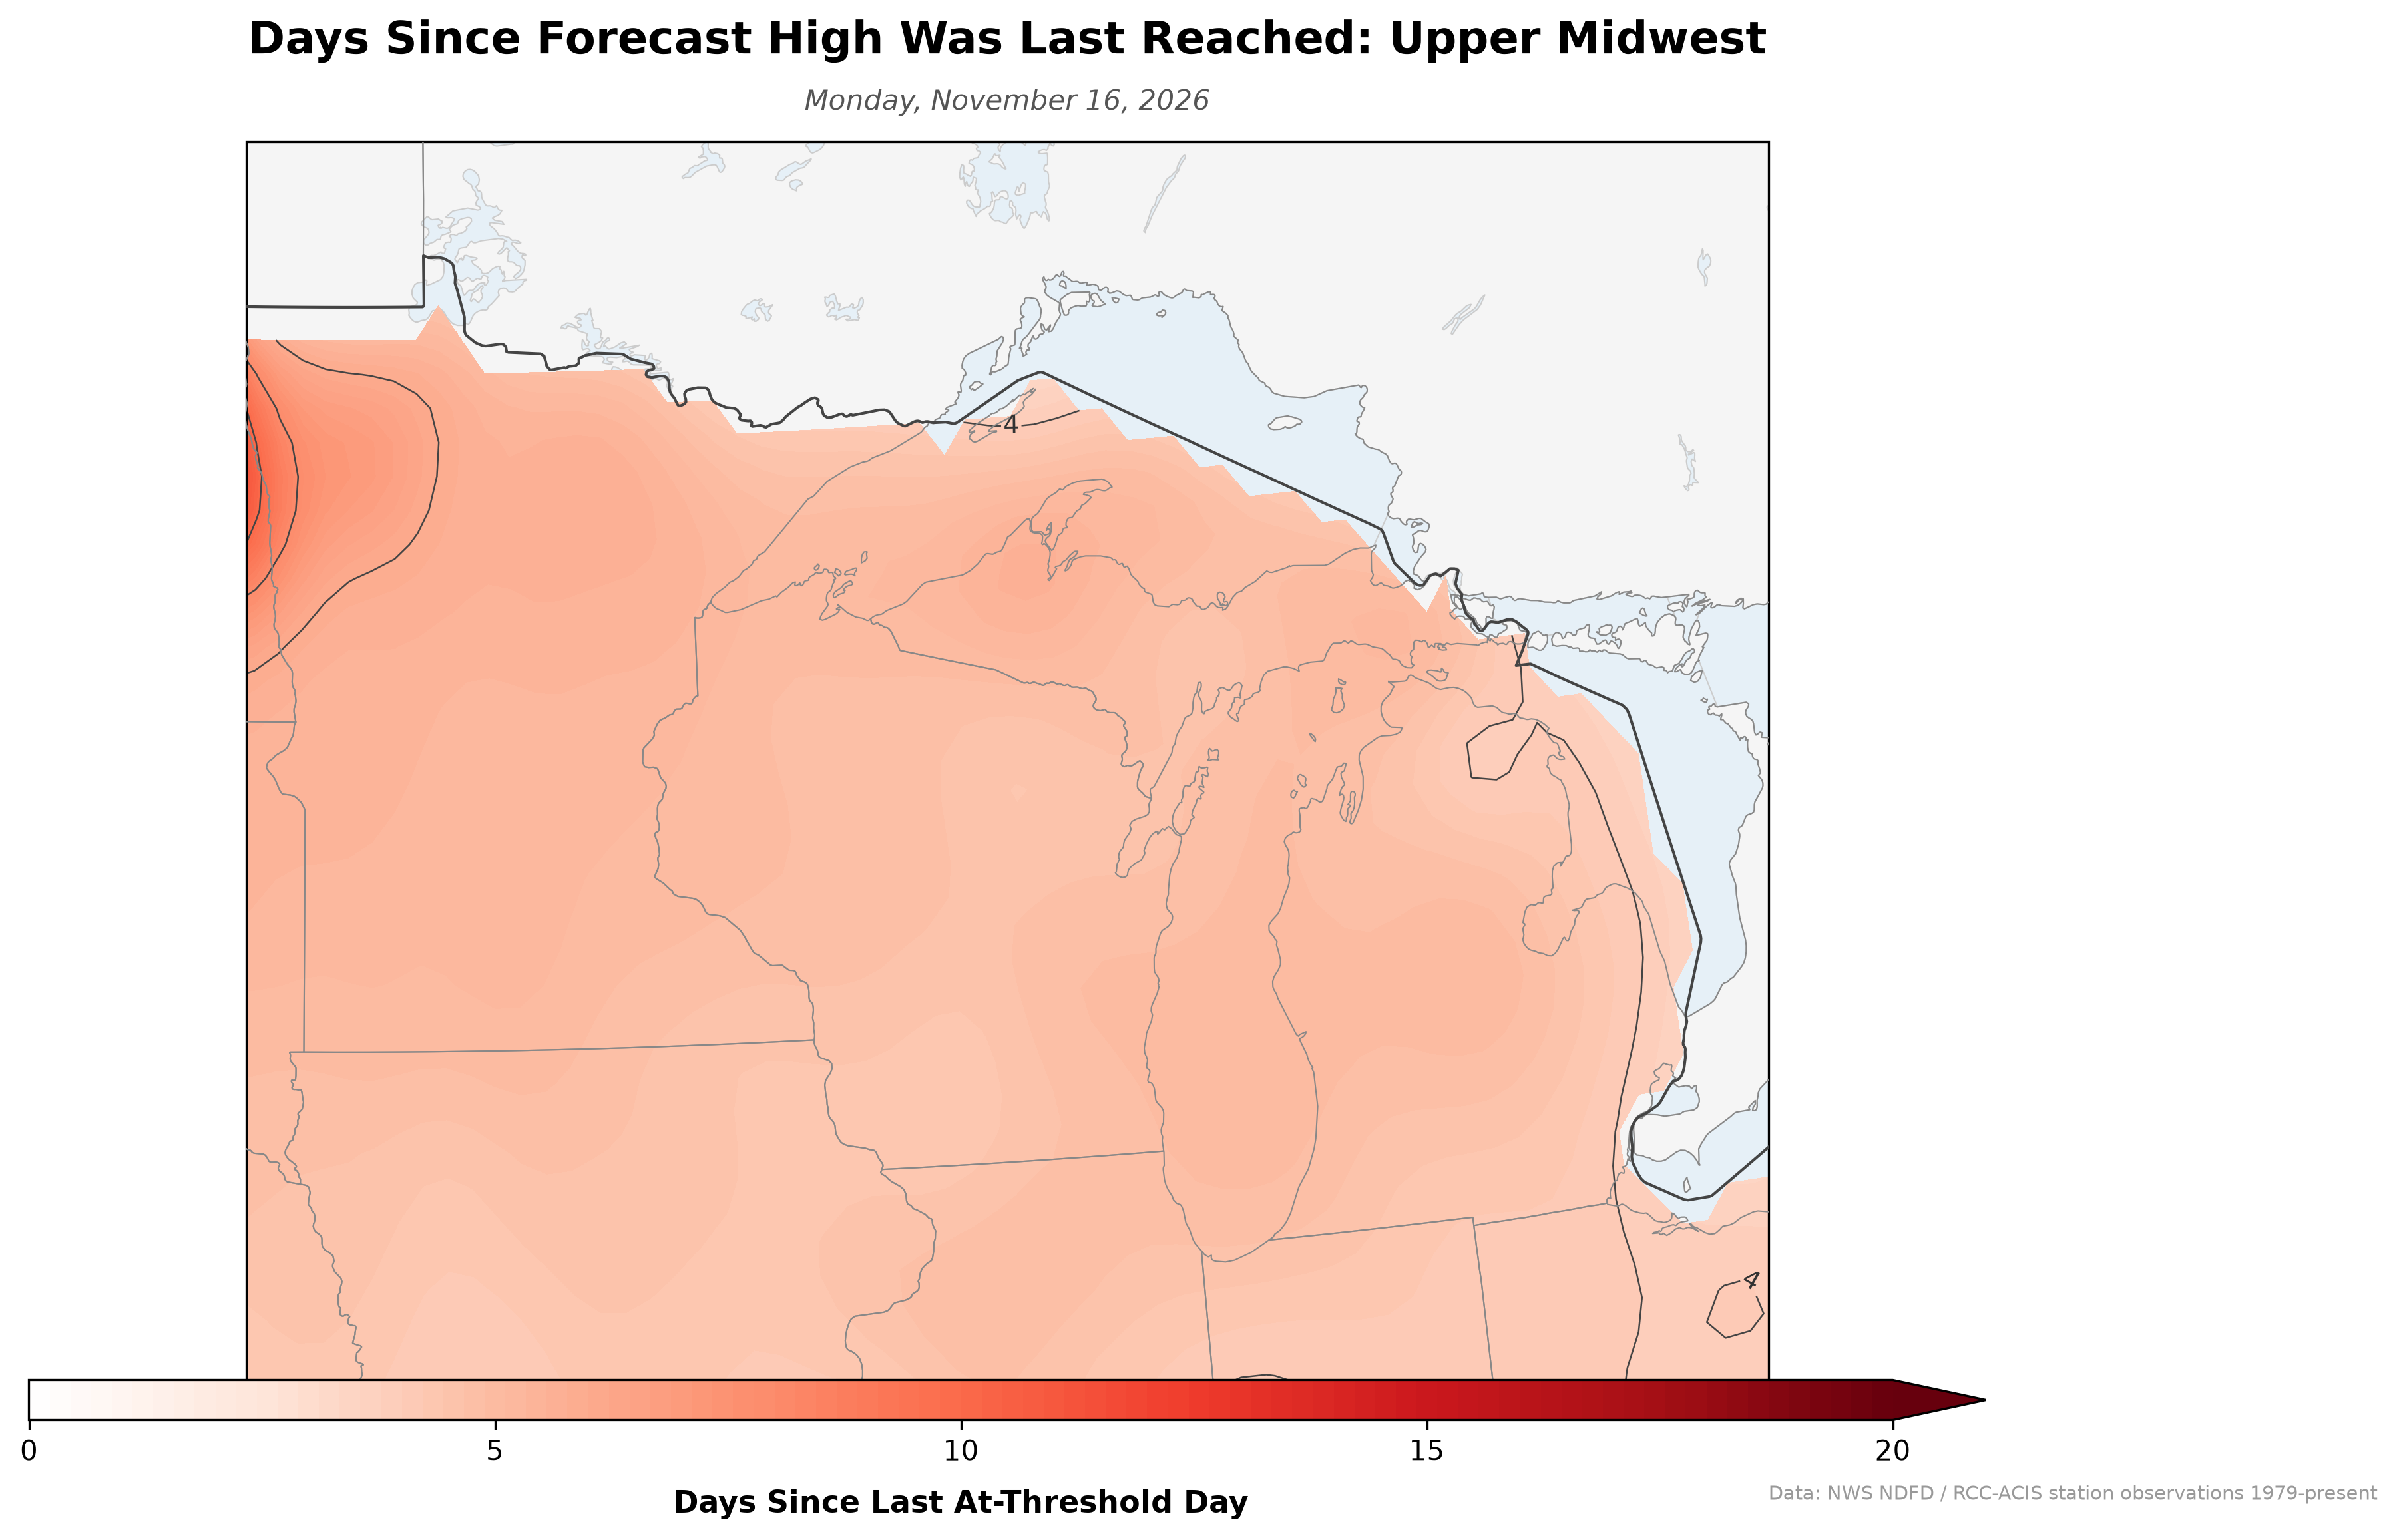 Days Since Forecast High Was Last Reached: Upper Midwest
Monday, November 16, 2026
4
4
0 5 10 15 20
Days Since Last At-Threshold Day
Data: NWS NDFD / RCC-ACIS station observations 1979-present